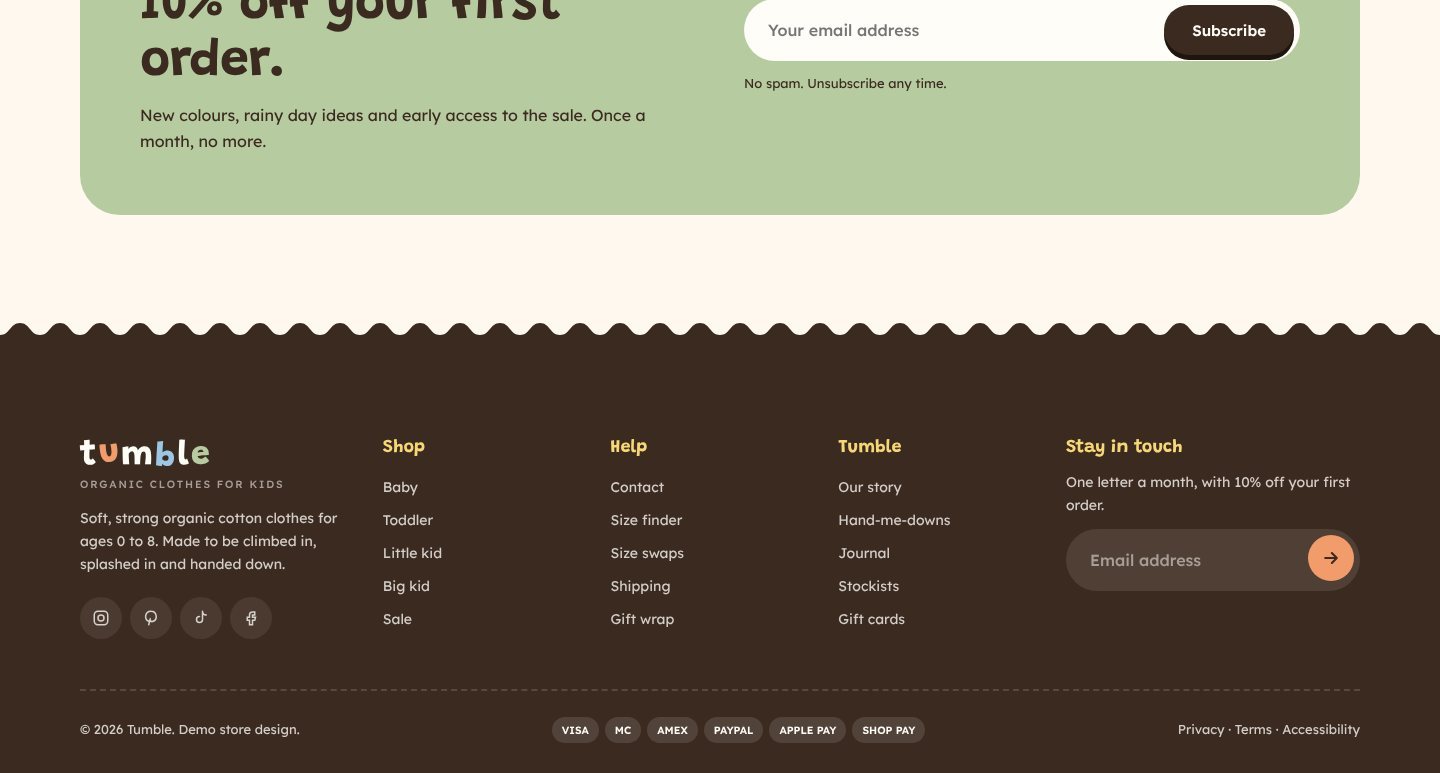 10% off your first
order.
New colours, rainy day ideas and early access to the sale. Once a
month, no more.
Your email address
Subscribe
No spam. Unsubscribe any time.
tumble
ORGANIC CLOTHES FOR KIDS
Soft, strong organic cotton clothes for
ages 0 to 8. Made to be climbed in,
splashed in and handed down.
Shop
Baby
Toddler
Little kid
Big kid
Sale
Help
Contact
Size finder
Size swaps
Shipping
Gift wrap
Tumble
Our story
Hand-me-downs
Journal
Stockists
Gift cards
Stay in touch
One letter a month, with 10% off your first
order.
Email address
© 2026 Tumble. Demo store design.
VISA MC AMEX PAYPAL APPLE PAY SHOP PAY
Privacy · Terms · Accessibility